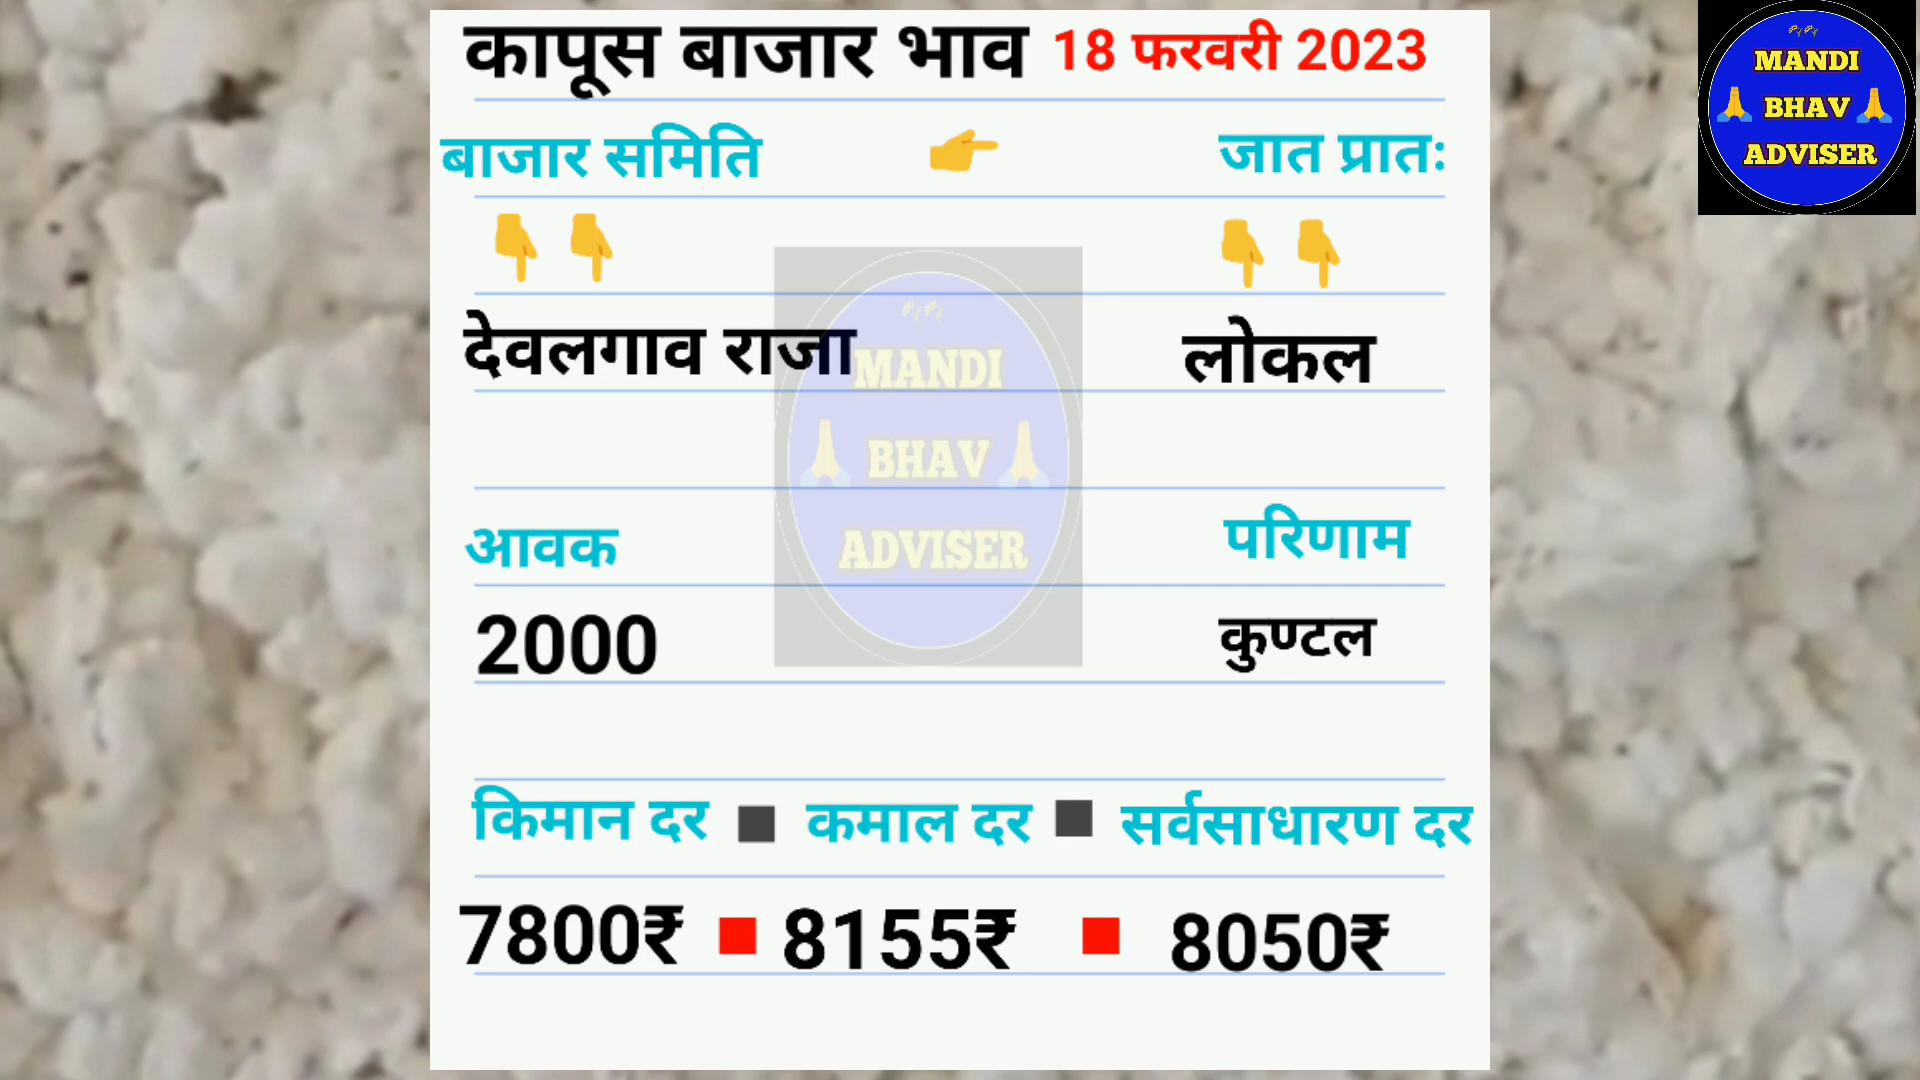 कापूस बाजार भाव 18 फरवरी 2023
MANDI
BHAV
ADVISER
बाजार समिति 👉 जात प्रातः
👇 👇 👇 👇
देवलगाव राजा लोकल
MANDI
BHAV
ADVISER
आवक परिणाम
2000 कुण्टल
किमान दर ◼ कमाल दर ◼ सर्वसाधारण दर
7800₹ 🟥 8155₹ 🟥 8050₹